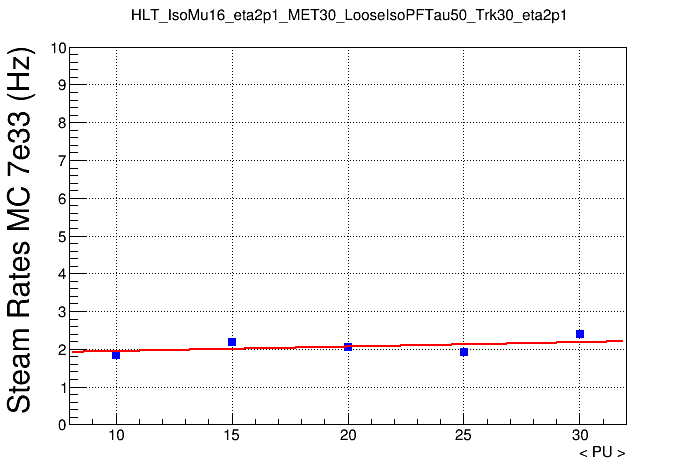 HLT_IsoMu16_eta2p1_MET30_LooseIsoPFTau50_Trk30_eta2p1
Steam Rates MC 7e33 (Hz)
10
9
8
7
6
5
4
3
2
1
0
10 15 20 25 30
< PU >